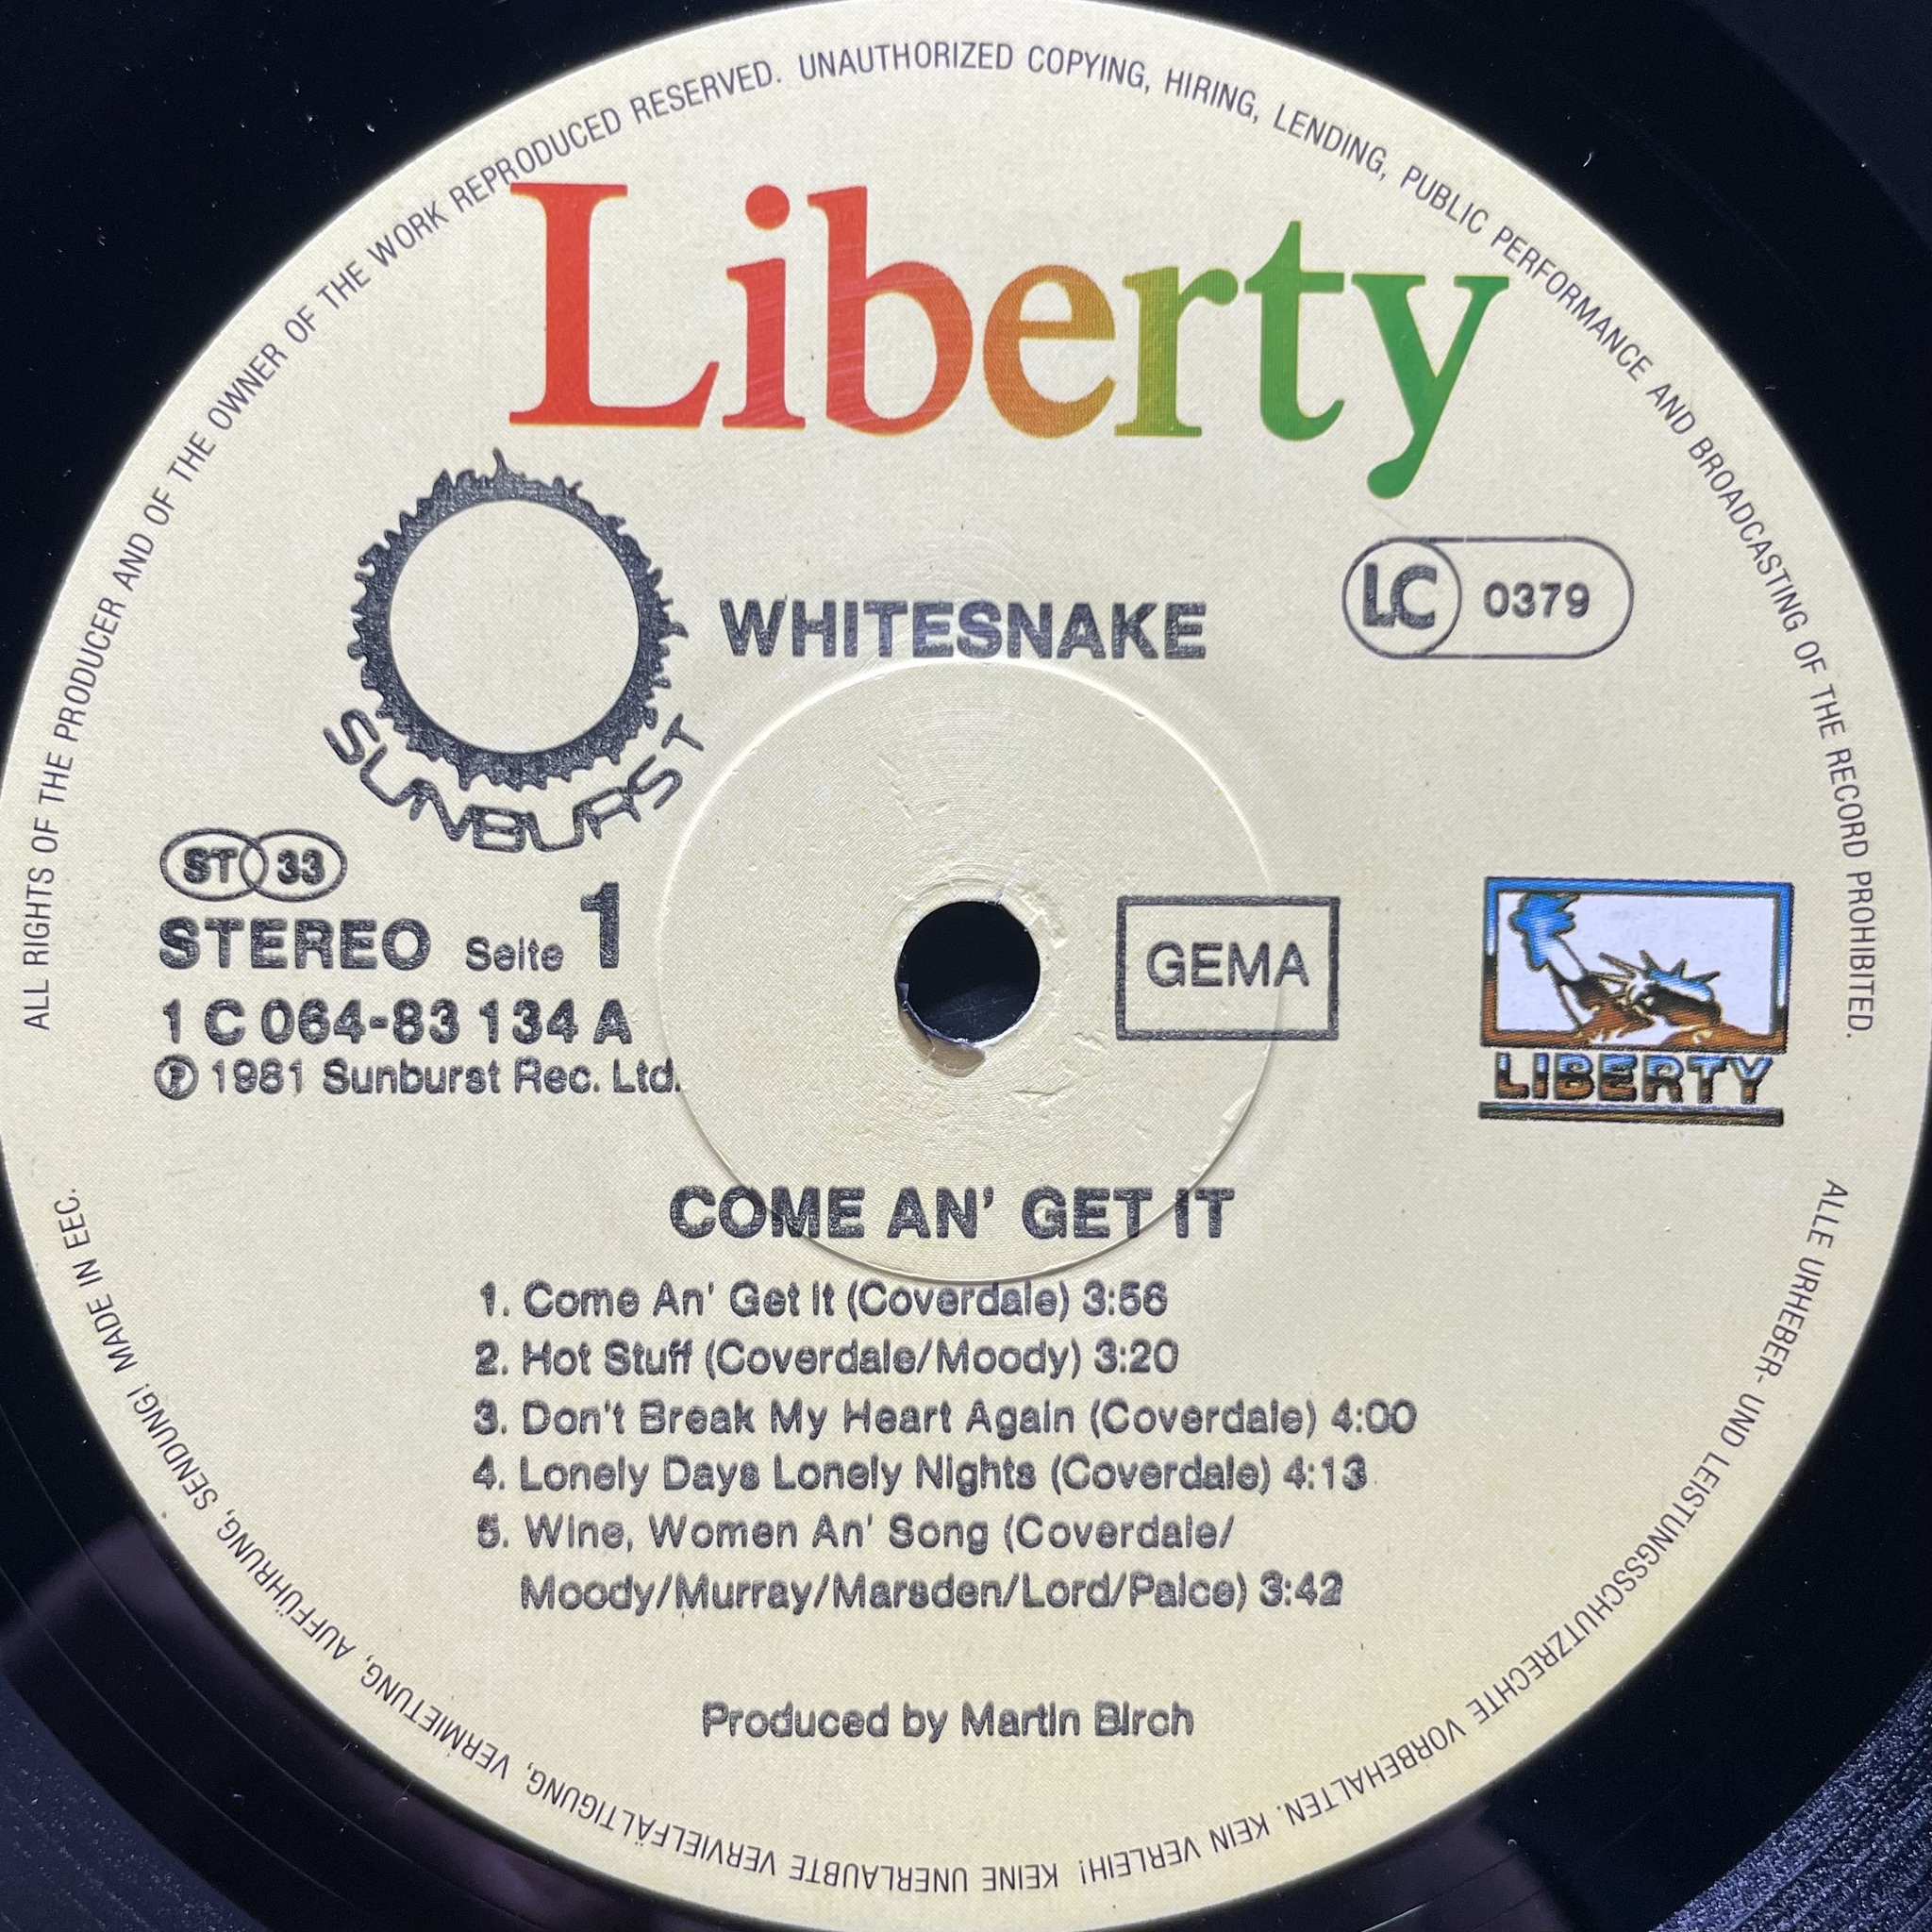 ALL RIGHTS OF THE PRODUCER AND OF THE OWNER OF THE WORK REPRODUCED RESERVED. UNAUTHORIZED COPYING, HIRING, LENDING, PUBLIC PERFORMANCE AND BROADCASTING OF THE RECORD PROHIBITED.
Liberty
SUNBURST
WHITESNAKE
LC 0379
ST 33
STEREO Seite 1
1 C 064-83 134 A
Ⓟ 1981 Sunburst Rec. Ltd.
GEMA
LIBERTY
COME AN' GET IT
1. Come An' Get It (Coverdale) 3:56
2. Hot Stuff (Coverdale/Moody) 3:20
3. Don't Break My Heart Again (Coverdale) 4:00
4. Lonely Days Lonely Nights (Coverdale) 4:13
5. Wine, Women An' Song (Coverdale/
Moody/Murray/Marsden/Lord/Paice) 3:42
Produced by Martin Birch
ALLE URHEBER- UND LEISTUNGSSCHUTZRECHTE VORBEHALTEN. KEIN VERLEIH! KEINE UNERLAUBTE VERVIELFÄLTIGUNG, VERMIETUNG, AUFFÜHRUNG, SENDUNG! MADE IN EEC.